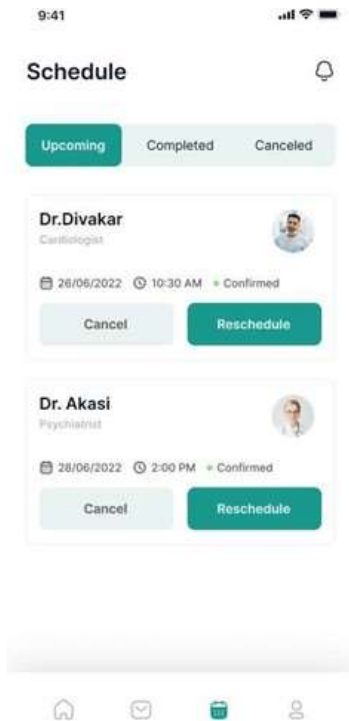 9:41
Schedule
Upcoming Completed Canceled
Dr.Divakar
Cardiologist
26/06/2022 10:30 AM Confirmed
Cancel Reschedule
Dr. Akasi
Psychiatrist
28/06/2022 2:00 PM Confirmed
Cancel Reschedule